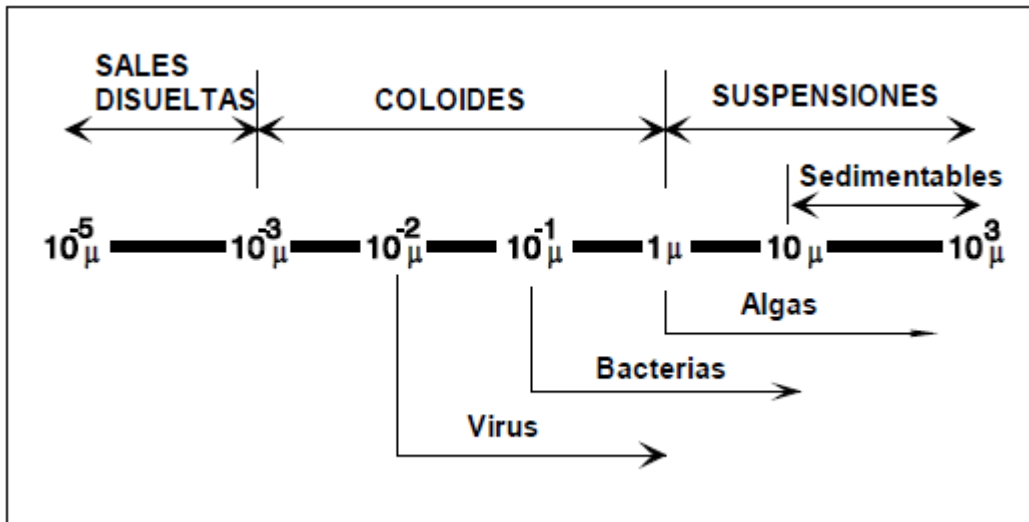 SALES
DISUELTAS
COLOIDES
SUSPENSIONES
Sedimentables
10⁻⁵μ 10⁻³μ 10⁻²μ 10⁻¹μ 1μ 10μ 10³μ
Algas
Bacterias
Virus